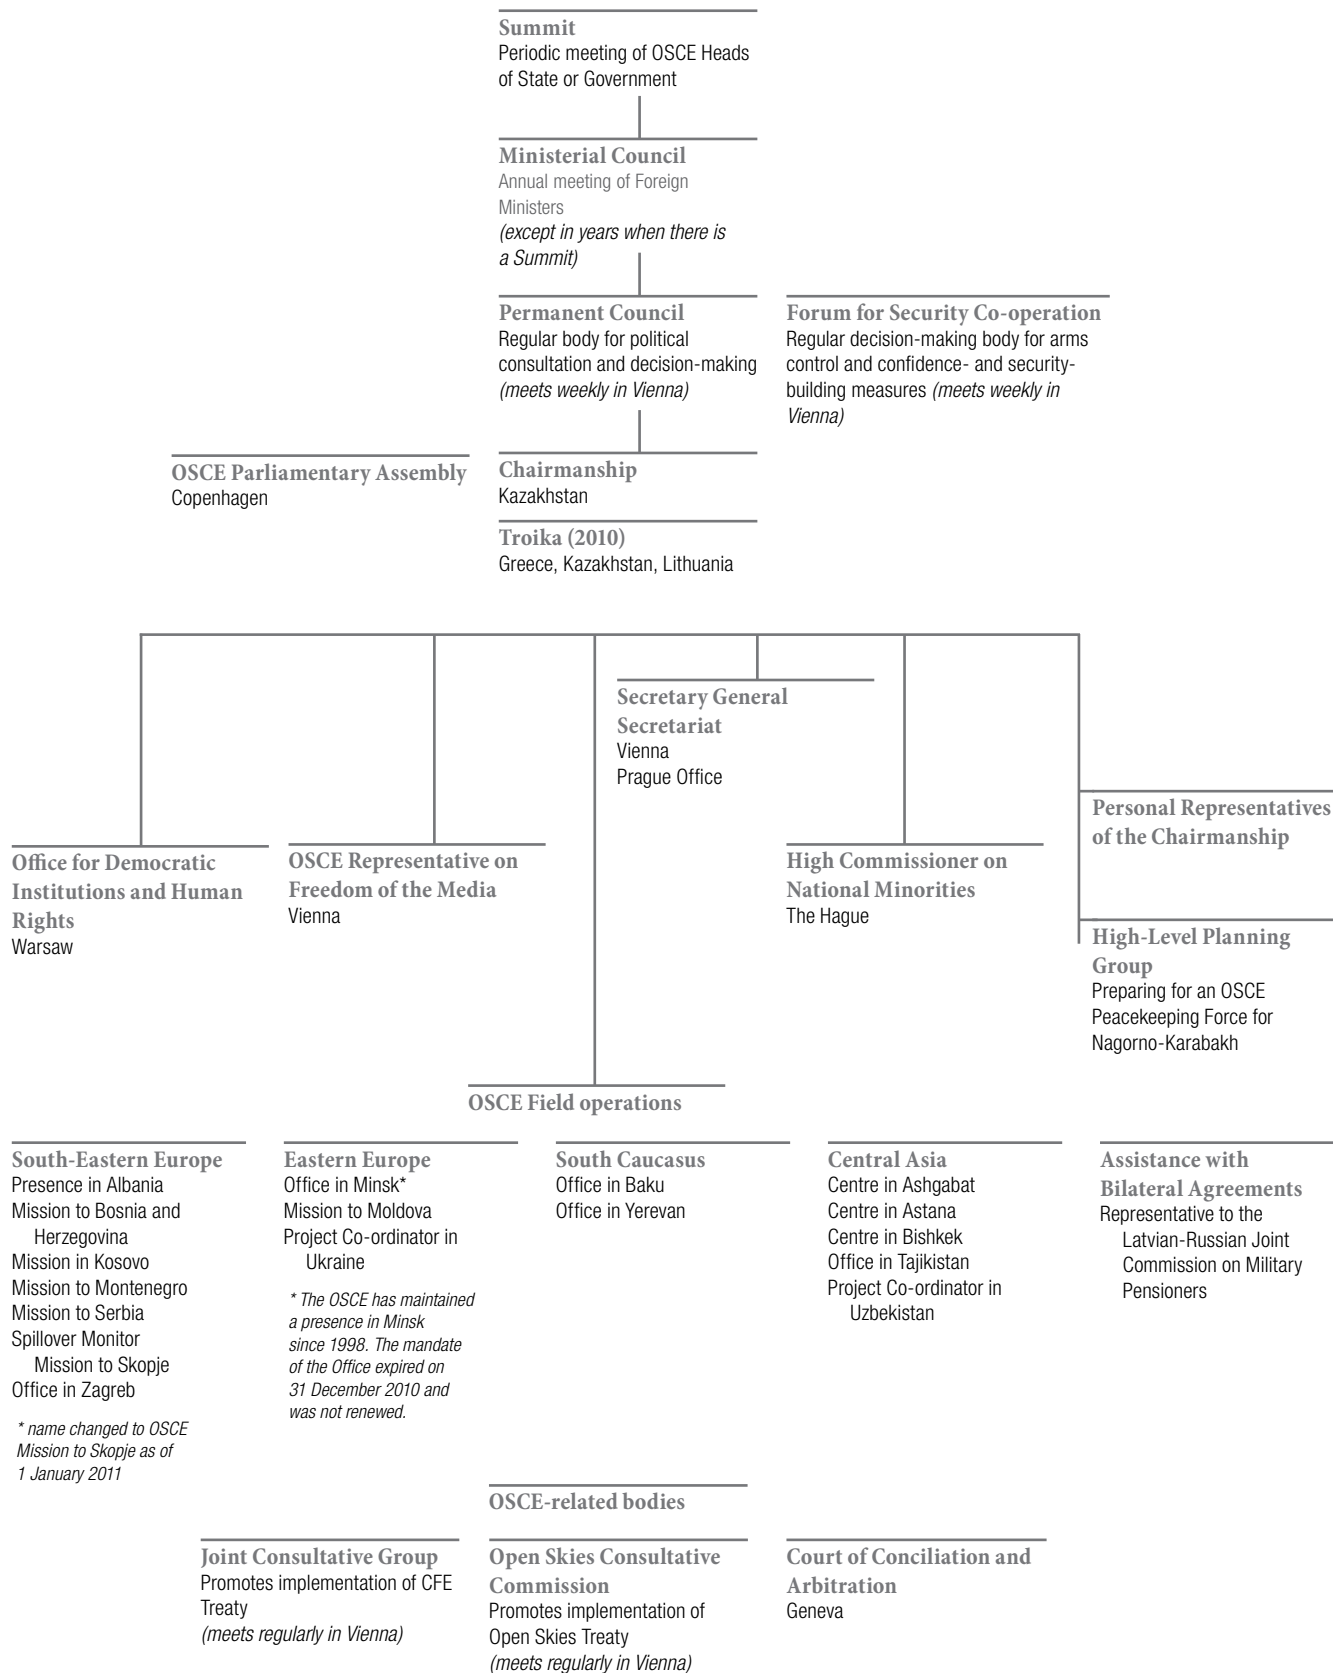 Summit
Periodic meeting of OSCE Heads
of State or Government
Ministerial Council
Annual meeting of Foreign
Ministers
(except in years when there is
a Summit)
Permanent Council
Regular body for political
consultation and decision-making
(meets weekly in Vienna)
Forum for Security Co-operation
Regular decision-making body for arms
control and confidence- and security-
building measures (meets weekly in
Vienna)
OSCE Parliamentary Assembly
Copenhagen
Chairmanship
Kazakhstan
Troika (2010)
Greece, Kazakhstan, Lithuania
Secretary General
Secretariat
Vienna
Prague Office
Personal Representatives
of the Chairmanship
Office for Democratic
Institutions and Human
Rights
Warsaw
OSCE Representative on
Freedom of the Media
Vienna
High Commissioner on
National Minorities
The Hague
High-Level Planning
Group
Preparing for an OSCE
Peacekeeping Force for
Nagorno-Karabakh
OSCE Field operations
South-Eastern Europe
Presence in Albania
Mission to Bosnia and
Herzegovina
Mission in Kosovo
Mission to Montenegro
Mission to Serbia
Spillover Monitor
Mission to Skopje
Office in Zagreb
* name changed to OSCE
Mission to Skopje as of
1 January 2011
Eastern Europe
Office in Minsk*
Mission to Moldova
Project Co-ordinator in
Ukraine
* The OSCE has maintained
a presence in Minsk
since 1998. The mandate
of the Office expired on
31 December 2010 and
was not renewed.
South Caucasus
Office in Baku
Office in Yerevan
Central Asia
Centre in Ashgabat
Centre in Astana
Centre in Bishkek
Office in Tajikistan
Project Co-ordinator in
Uzbekistan
Assistance with
Bilateral Agreements
Representative to the
Latvian-Russian Joint
Commission on Military
Pensioners
OSCE-related bodies
Joint Consultative Group
Promotes implementation of CFE
Treaty
(meets regularly in Vienna)
Open Skies Consultative
Commission
Promotes implementation of
Open Skies Treaty
(meets regularly in Vienna)
Court of Conciliation and
Arbitration
Geneva